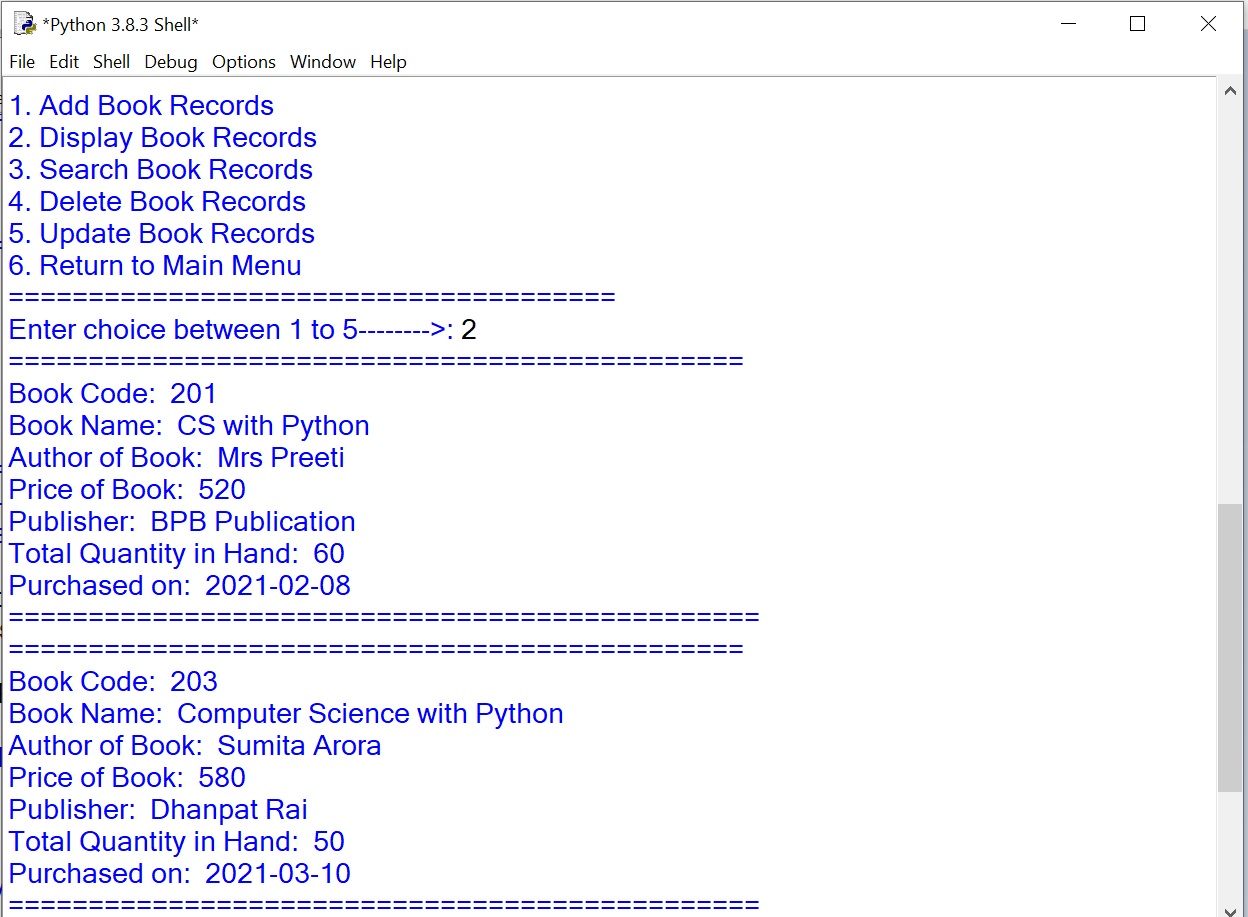 *Python 3.8.3 Shell*
File Edit Shell Debug Options Window Help
1. Add Book Records
2. Display Book Records
3. Search Book Records
4. Delete Book Records
5. Update Book Records
6. Return to Main Menu
======================================
Enter choice between 1 to 5-------->: 2
==============================================
Book Code:  201
Book Name:  CS with Python
Author of Book:  Mrs Preeti
Price of Book:  520
Publisher:  BPB Publication
Total Quantity in Hand:  60
Purchased on:  2021-02-08
===============================================
==============================================
Book Code:  203
Book Name:  Computer Science with Python
Author of Book:  Sumita Arora
Price of Book:  580
Publisher:  Dhanpat Rai
Total Quantity in Hand:  50
Purchased on:  2021-03-10
===============================================